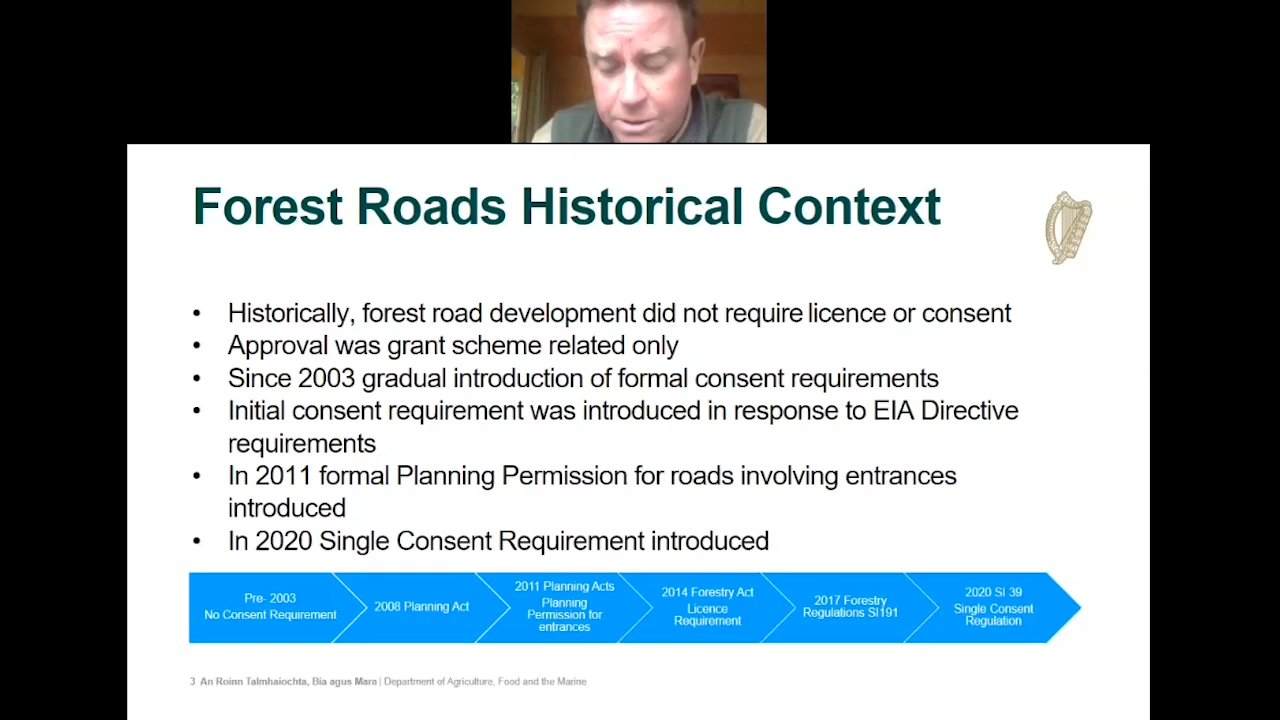 Forest Roads Historical Context
• Historically, forest road development did not require licence or consent
• Approval was grant scheme related only
• Since 2003 gradual introduction of formal consent requirements
• Initial consent requirement was introduced in response to EIA Directive
requirements
• In 2011 formal Planning Permission for roads involving entrances
introduced
• In 2020 Single Consent Requirement introduced
Pre- 2003
No Consent Requirement
2008 Planning Act
2011 Planning Acts
Planning
Permission for
entrances
2014 Forestry Act
Licence
Requirement
2017 Forestry
Regulations SI191
2020 SI 39
Single Consent
Regulation
3 An Roinn Talmhaíochta, Bia agus Mara | Department of Agriculture, Food and the Marine